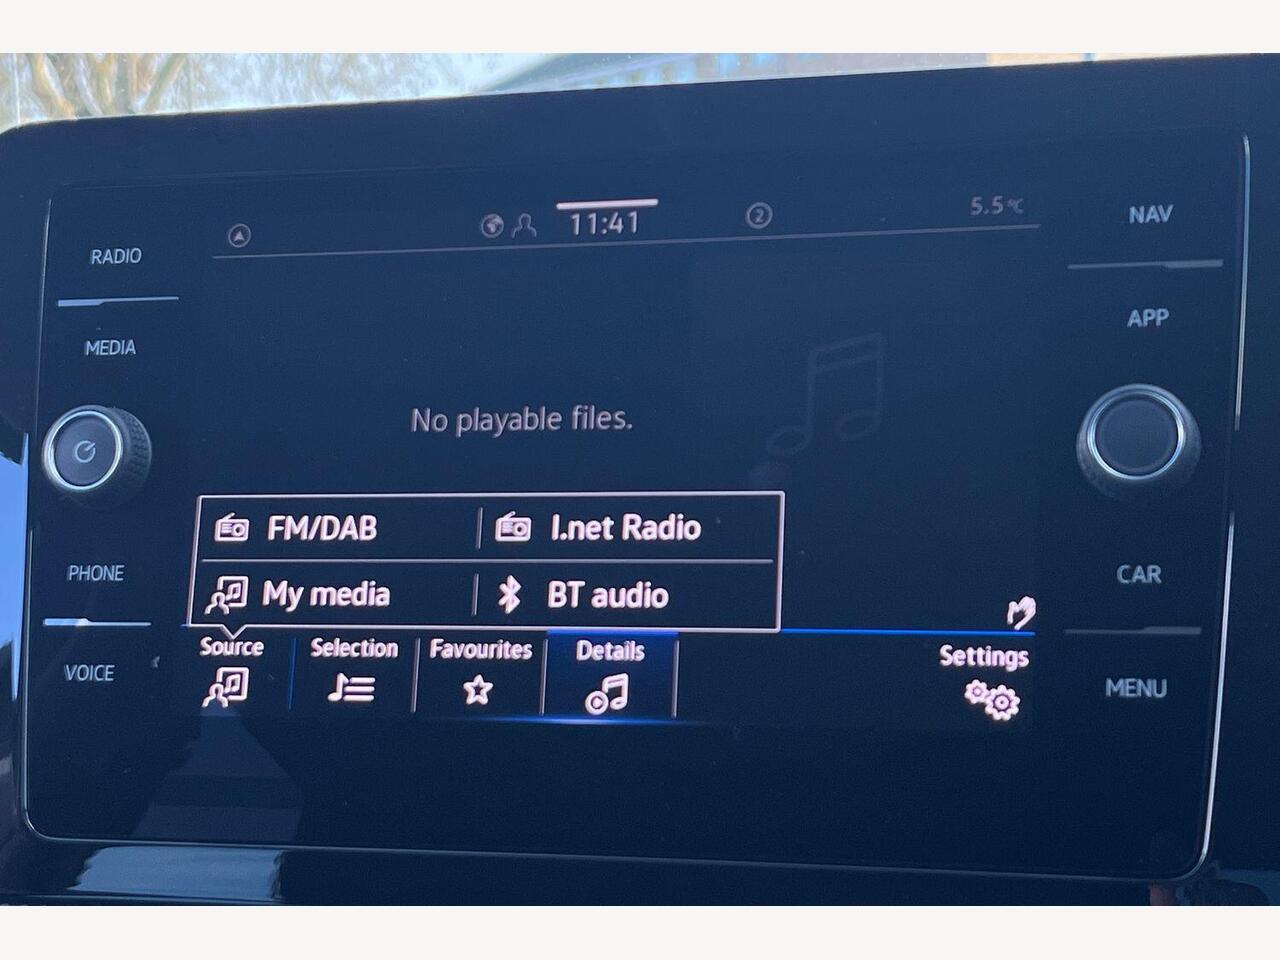 11:41
2
5.5°C
RADIO
MEDIA
PHONE
VOICE
No playable files.
FM/DAB
I.net Radio
My media
BT audio
Source
Selection
Favourites
Details
Settings
NAV
APP
CAR
MENU